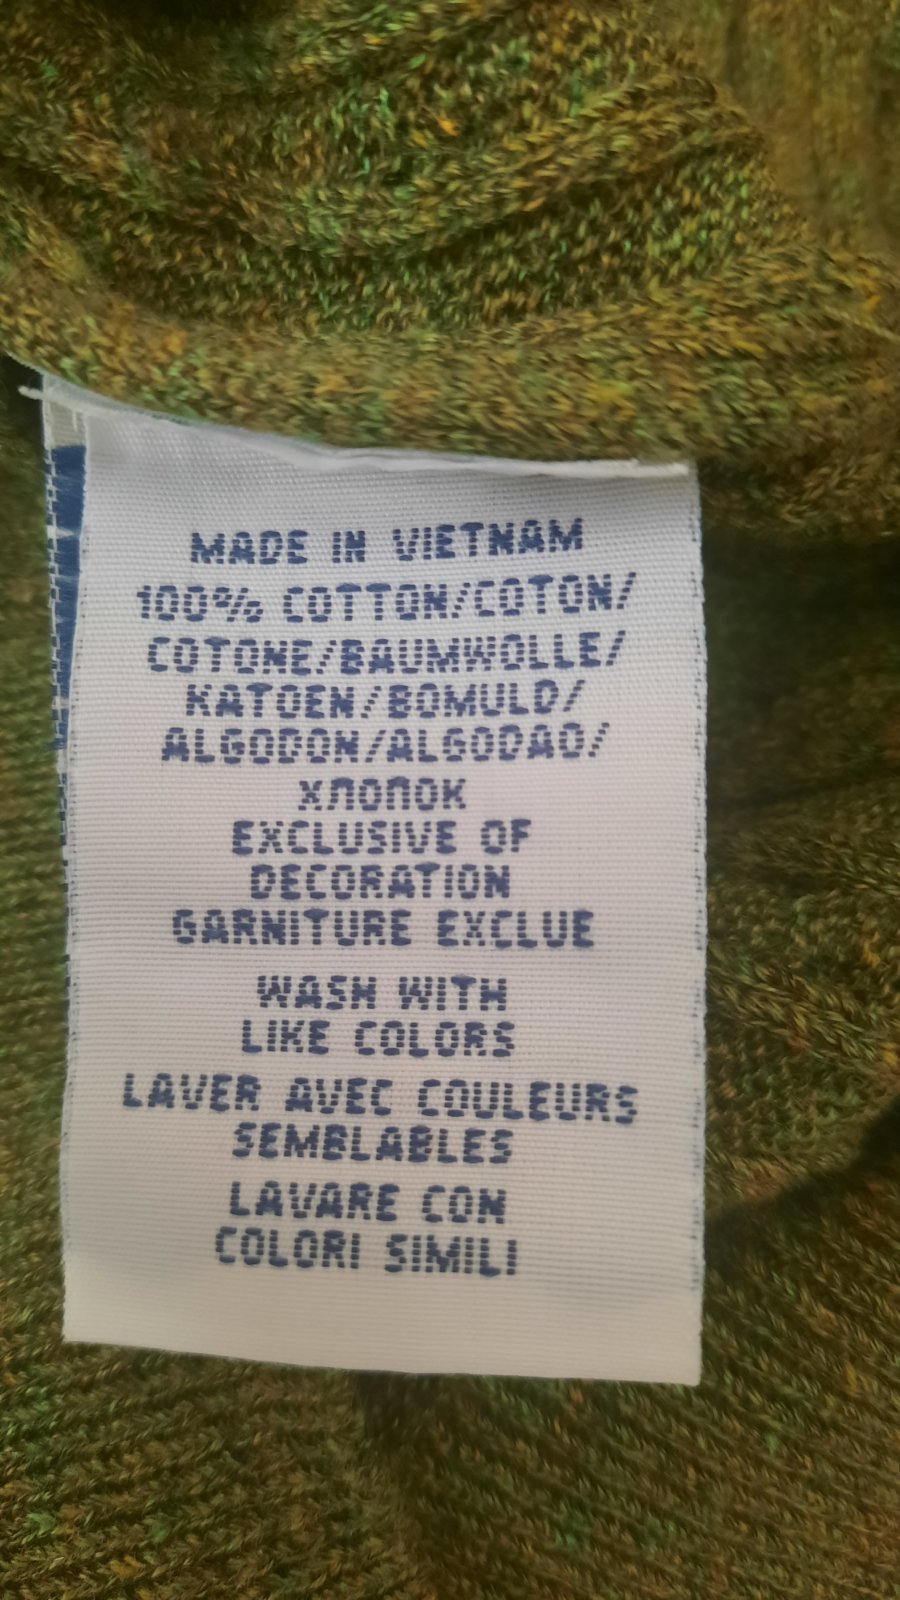 MADE IN VIETNAM
100% COTTON/COTON/
COTONE/BAUMWOLLE/
KATOEN/BOMULD/
ALGODON/ALGODAO/
ХЛОПОК
EXCLUSIVE OF
DECORATION
GARNITURE EXCLUE
WASH WITH
LIKE COLORS
LAVER AVEC COULEURS
SEMBLABLES
LAVARE CON
COLORI SIMILI